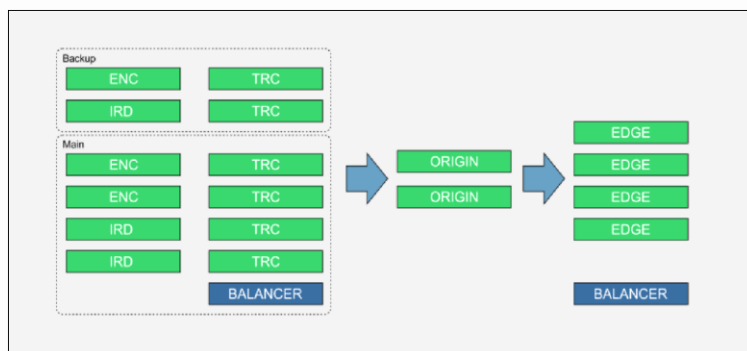 Backup
ENC TRC
IRD TRC
Main
ENC TRC
ENC TRC
IRD TRC
IRD TRC
BALANCER
ORIGIN
ORIGIN
EDGE
EDGE
EDGE
EDGE
BALANCER